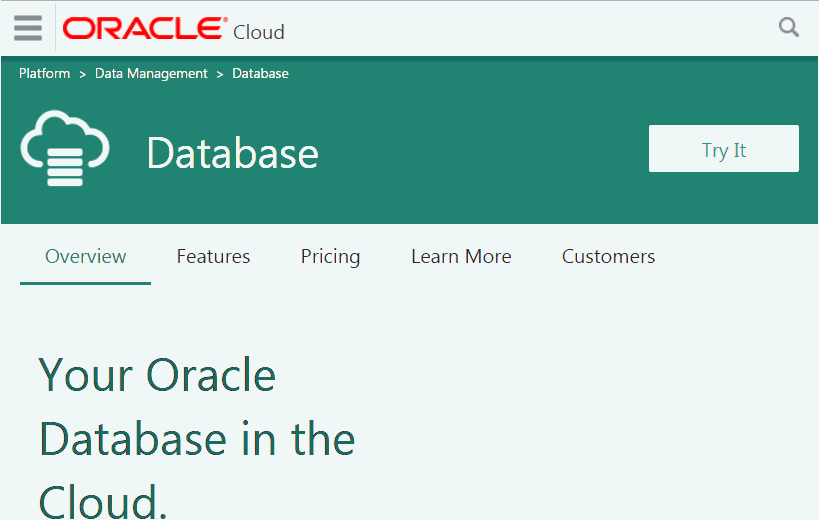 ORACLE® Cloud
Platform > Data Management > Database
Database
Try It
Overview Features Pricing Learn More Customers
Your Oracle
Database in the
Cloud.